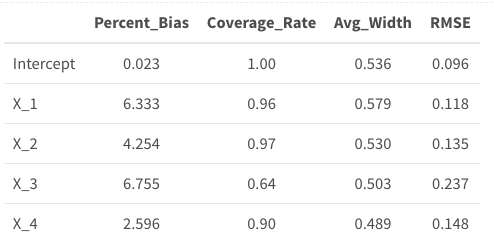 Percent_Bias Coverage_Rate Avg_Width RMSE
Intercept 0.023 1.00 0.536 0.096
X_1 6.333 0.96 0.579 0.118
X_2 4.254 0.97 0.530 0.135
X_3 6.755 0.64 0.503 0.237
X_4 2.596 0.90 0.489 0.148